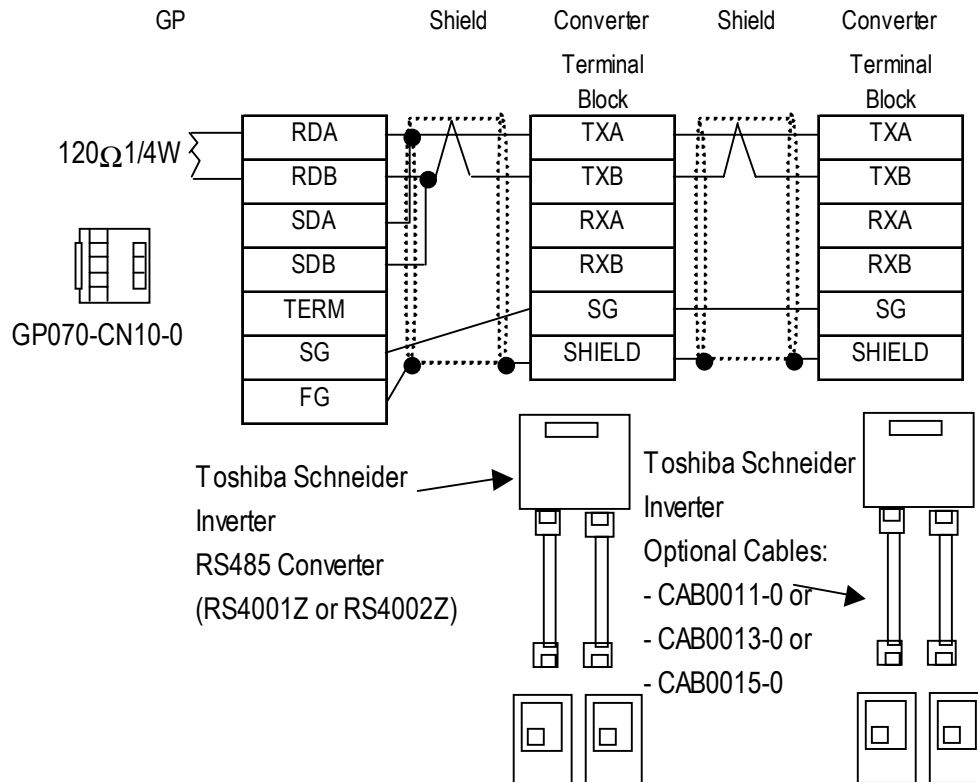 GP Shield Converter Shield Converter
Terminal Terminal
Block Block
RDA TXA TXA
120Ω1/4W
RDB TXB TXB
SDA RXA RXA
SDB RXB RXB
TERM SG SG
GP070-CN10-0
SG SHIELD SHIELD
FG
Toshiba Schneider
Inverter
RS485 Converter
(RS4001Z or RS4002Z)
Toshiba Schneider
Inverter
Optional Cables:
- CAB0011-0 or
- CAB0013-0 or
- CAB0015-0